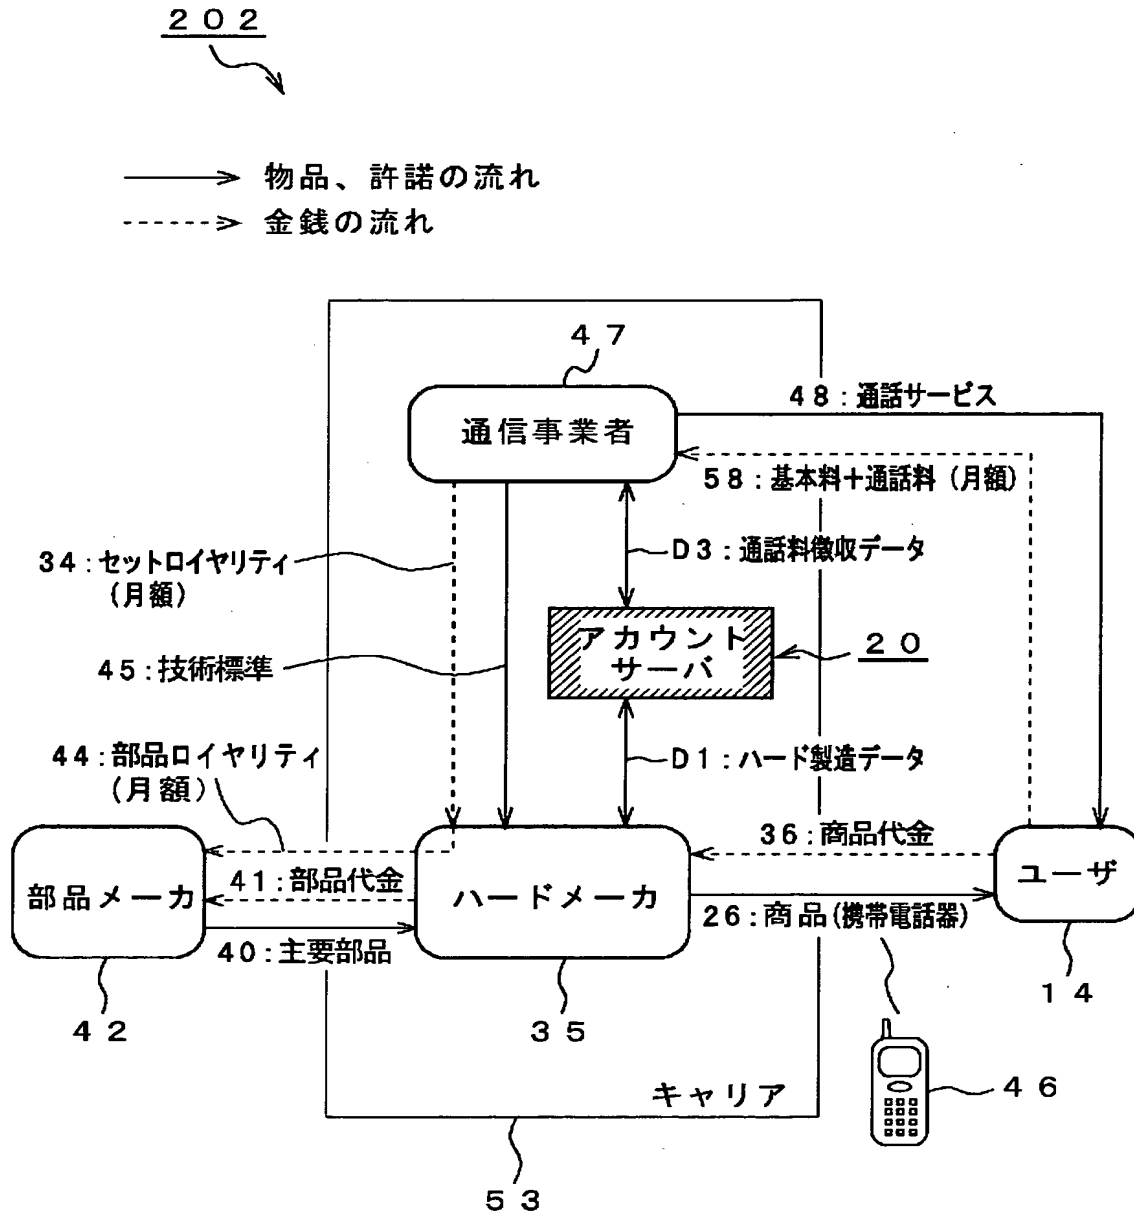 ２０２
物品、許諾の流れ
金銭の流れ
４７
通信事業者
４８：通話サービス
５８：基本料＋通話料（月額）
３４：セットロイヤリティ
（月額）
Ｄ３：通話料徴収データ
アカウント
サーバ
２０
４５：技術標準
４４：部品ロイヤリティ
（月額）
Ｄ１：ハード製造データ
３６：商品代金
４１：部品代金
部品メーカ
ハードメーカ
ユーザ
２６：商品（携帯電話器）
４０：主要部品
４２
３５
１４
４６
キャリア
５３